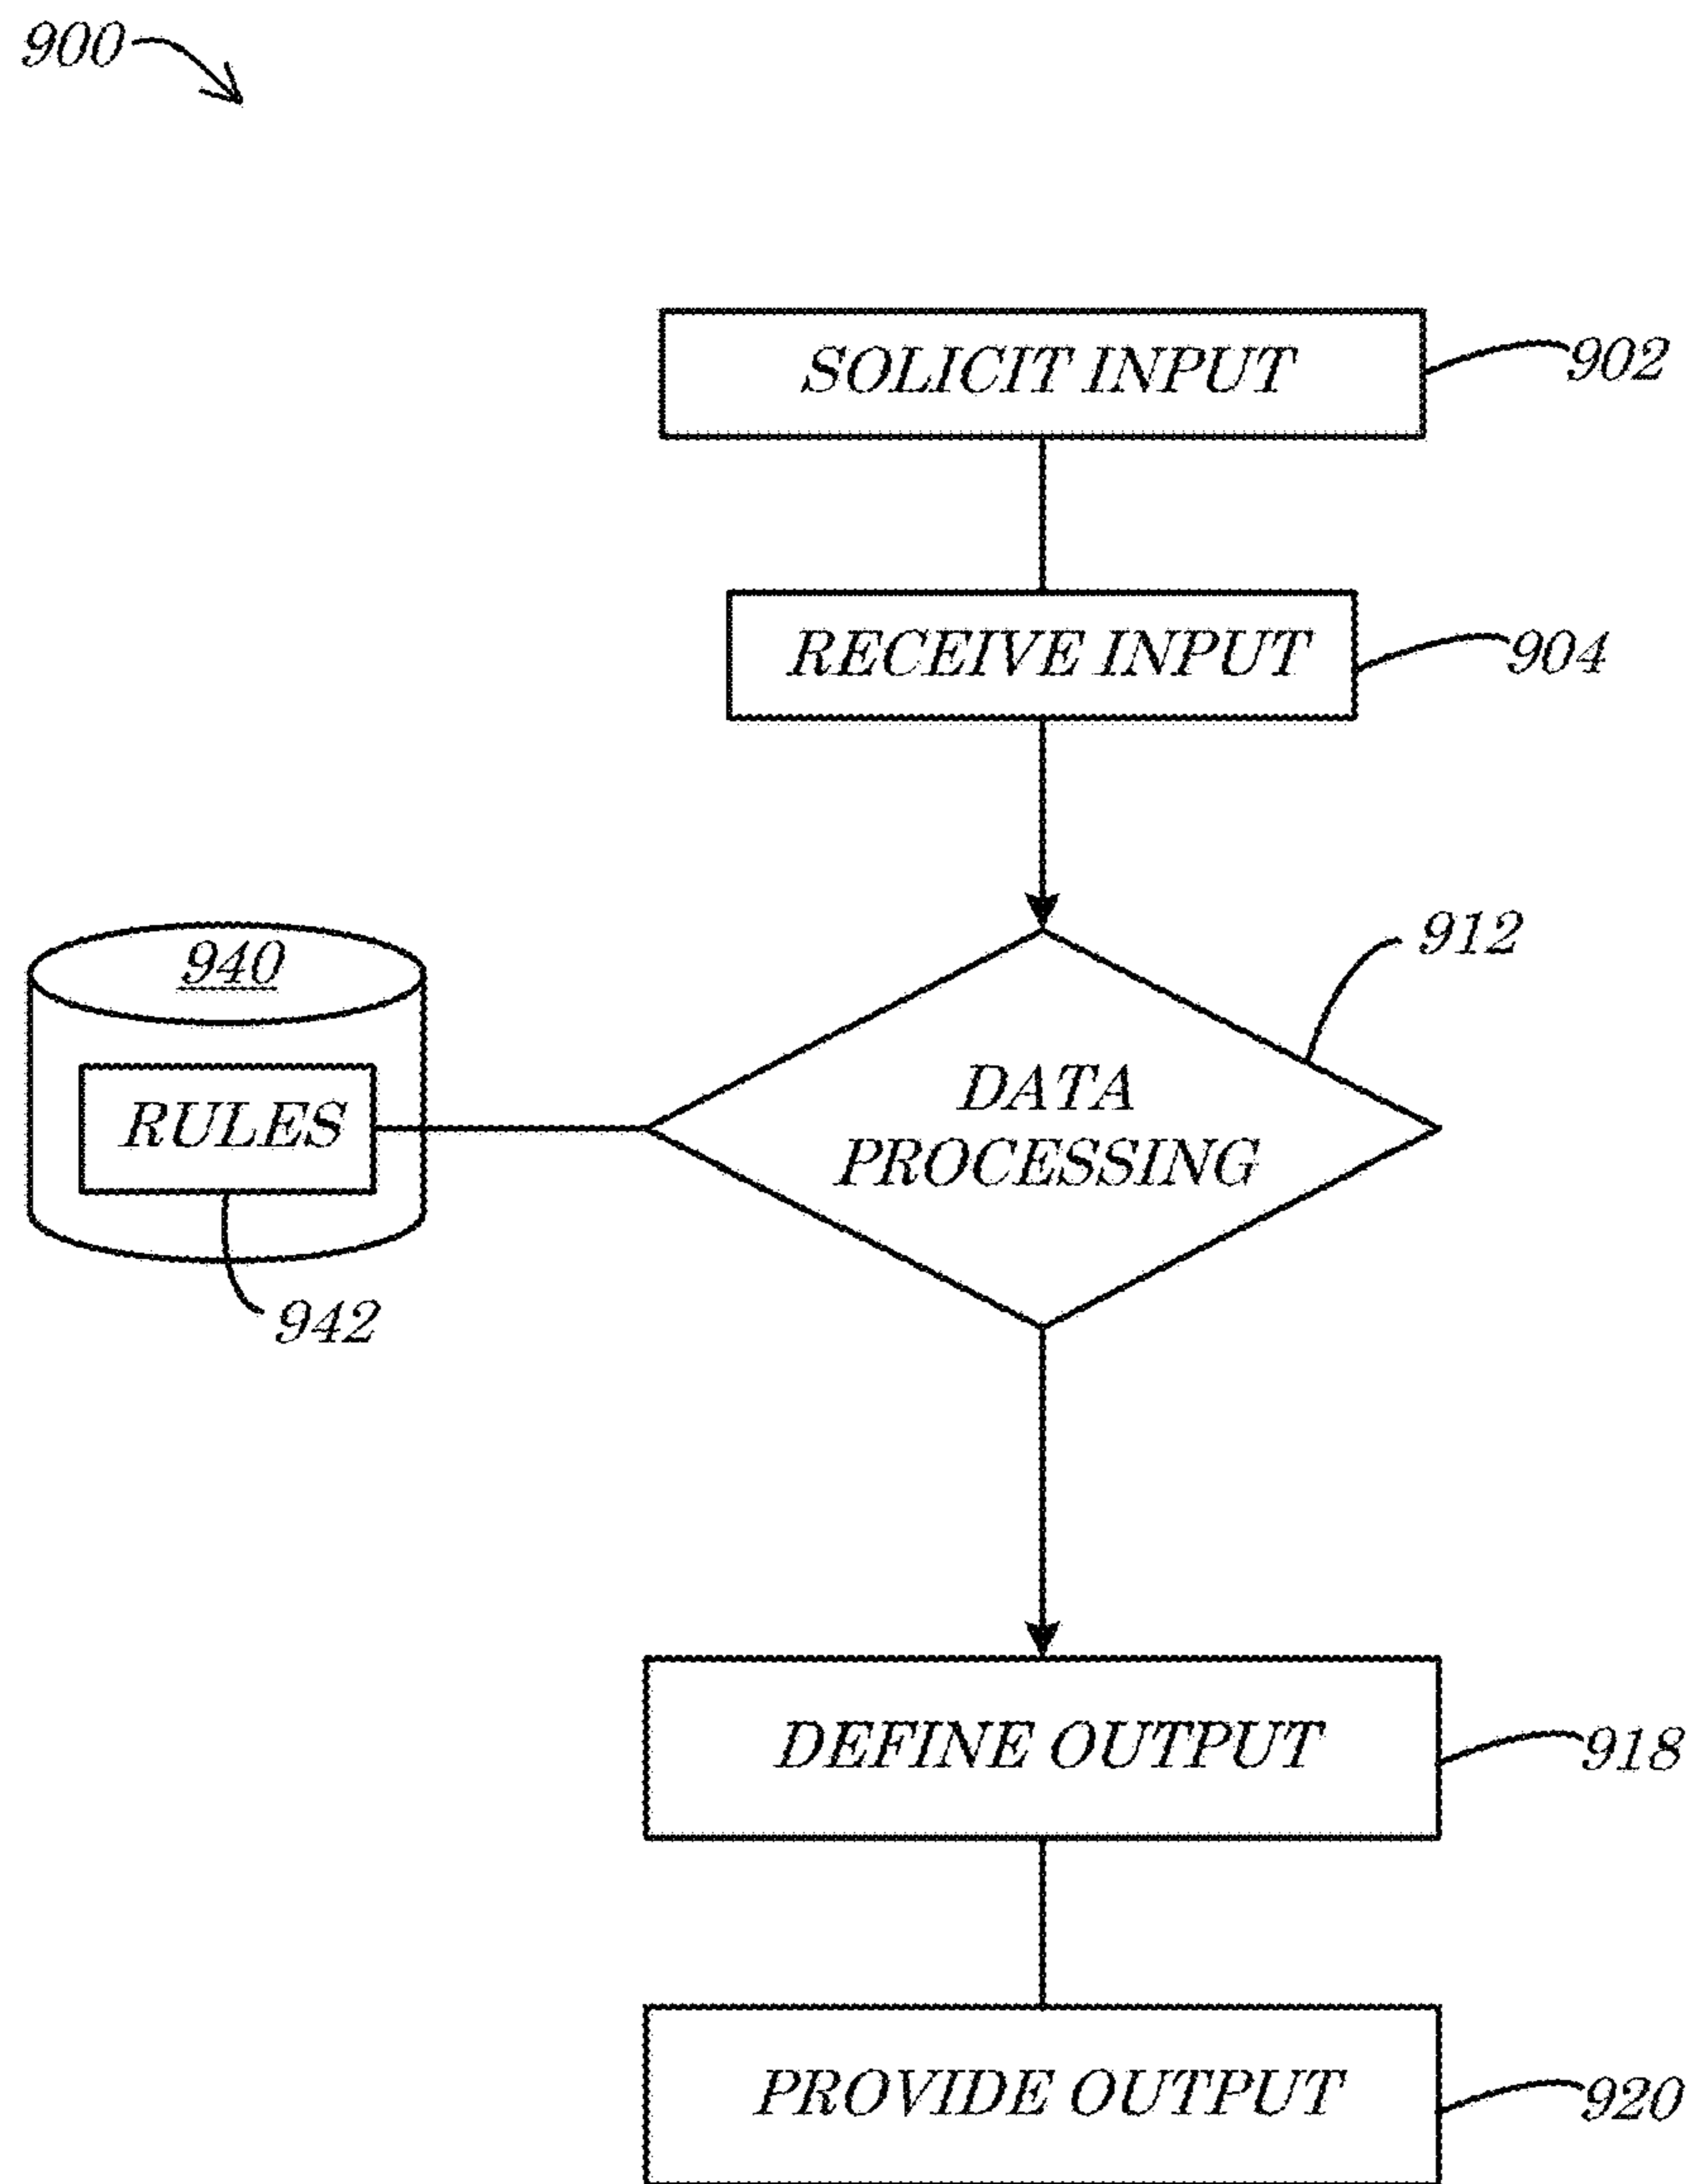 900
SOLICIT INPUT
902
RECEIVE INPUT
904
912
940
DATA
PROCESSING
RULES
942
DEFINE OUTPUT
918
PROVIDE OUTPUT
920